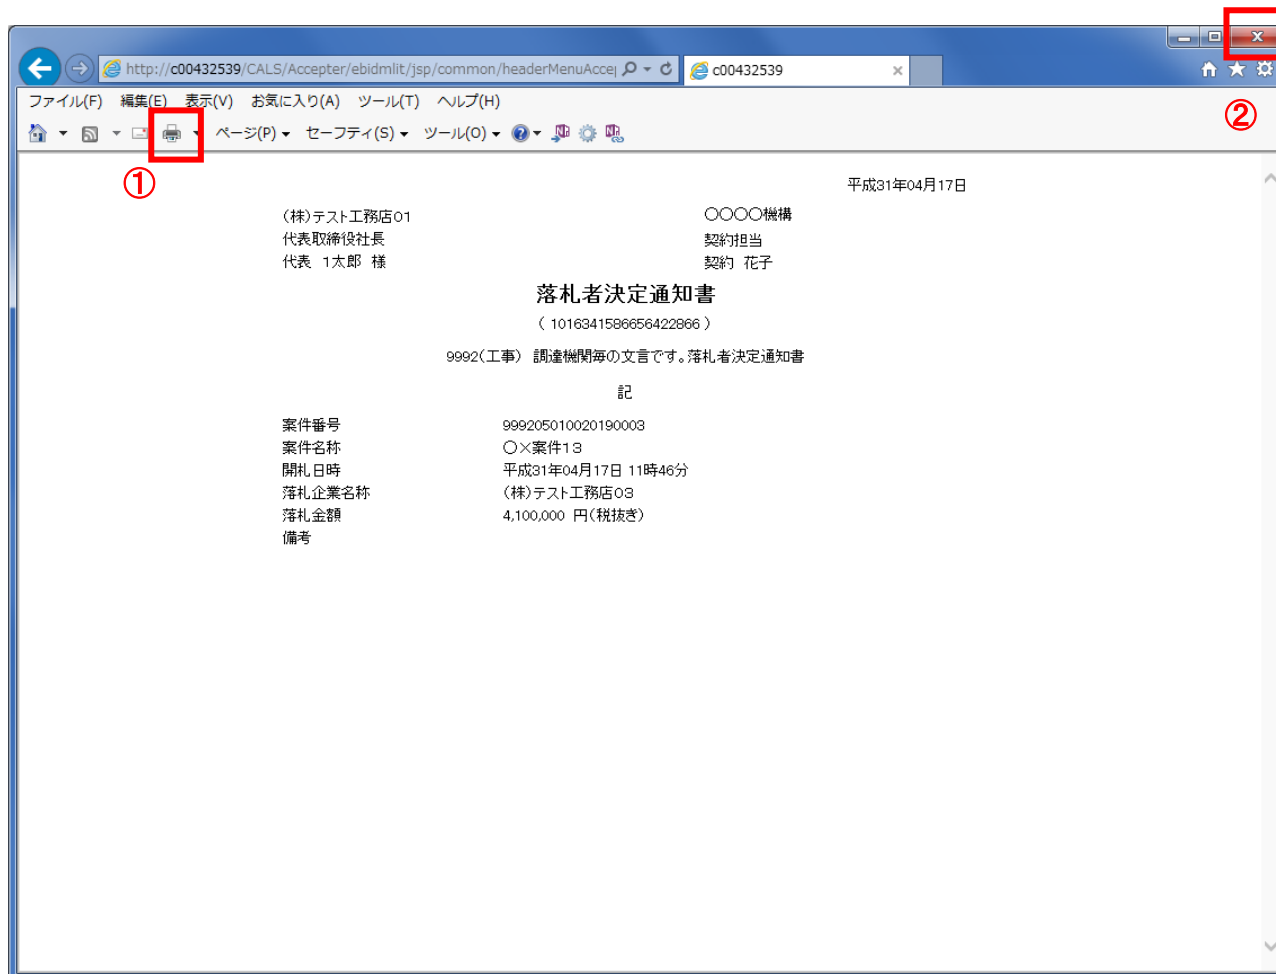 ②
http://c00432539/CALS/Accepter/ebidmlit/jsp/common/headerMenuAccep
c00432539
ファイル(F) 編集(E) 表示(V) お気に入り(A) ツール(T) ヘルプ(H)
ページ(P) セーフティ(S) ツール(O)
①
平成31年04月17日
(株)テスト工務店01
〇〇〇〇機構
代表取締役社長
契約担当
代表 1太郎 様
契約 花子
落札者決定通知書
( 1016341586656422866 )
9992(工事) 調達機関毎の文言です。落札者決定通知書
記
案件番号 999205010020190003
案件名称 〇×案件13
開札日時 平成31年04月17日 11時46分
落札企業名称 (株)テスト工務店03
落札金額 4,100,000 円(税抜き)
備考